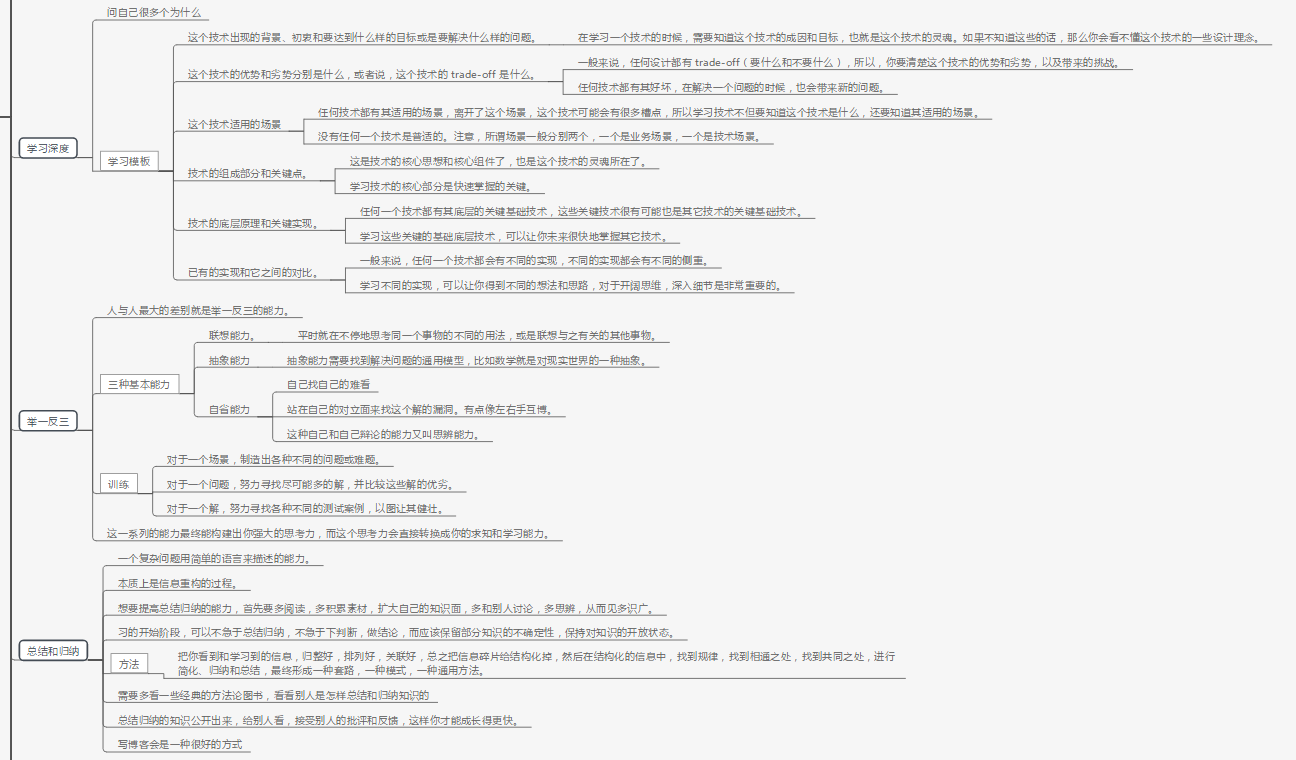 问自己很多个为什么
这个技术出现的背景、初衷和要达到什么样的目标或是要解决什么样的问题。
在学习一个技术的时候，需要知道这个技术的成因和目标，也就是这个技术的灵魂。如果不知道这些的话，那么你会看不懂这个技术的一些设计理念。
一般来说，任何设计都有 trade-off（要什么和不要什么），所以，你要清楚这个技术的优势和劣势，以及带来的挑战。
这个技术的优势和劣势分别是什么，或者说，这个技术的 trade-off 是什么。
任何技术都有其好坏，在解决一个问题的时候，也会带来新的问题。
任何技术都有其适用的场景，离开了这个场景，这个技术可能会有很多槽点，所以学习技术不但要知道这个技术是什么，还要知道其适用的场景。
这个技术适用的场景
没有任何一个技术是普适的。注意，所谓场景一般分别两个，一个是业务场景，一个是技术场景。
学习深度
学习模板
这是技术的核心思想和核心组件了，也是这个技术的灵魂所在了。
技术的组成部分和关键点。
学习技术的核心部分是快速掌握的关键。
任何一个技术都有其底层的关键基础技术，这些关键技术很有可能也是其它技术的关键基础技术。
技术的底层原理和关键实现。
学习这些关键的基础底层技术，可以让你未来很快地掌握其它技术。
一般来说，任何一个技术都会有不同的实现，不同的实现都会有不同的侧重。
已有的实现和它之间的对比。
学习不同的实现，可以让你得到不同的想法和思路，对于开阔思维，深入细节是非常重要的。
人与人最大的差别就是举一反三的能力。
联想能力。
平时就在不停地思考同一个事物的不同的用法，或是联想与之有关的其他事物。
抽象能力
抽象能力需要找到解决问题的通用模型，比如数学就是对现实世界的一种抽象。
三种基本能力
自己找自己的难看
自省能力
站在自己的对立面来找这个解的漏洞。有点像左右手互博。
这种自己和自己辩论的能力又叫思辨能力。
举一反三
对于一个场景，制造出各种不同的问题或难题。
训练
对于一个问题，努力寻找尽可能多的解，并比较这些解的优劣。
对于一个解，努力寻找各种不同的测试案例，以图让其健壮。
这一系列的能力最终能构建出你强大的思考力，而这个思考力会直接转换成你的求知和学习能力。
一个复杂问题用简单的语言来描述的能力。
本质上是信息重构的过程。
想要提高总结归纳的能力，首先要多阅读，多积累素材，扩大自己的知识面，多和别人讨论，多思辨，从而见多识广。
习的开始阶段，可以不急于总结归纳，不急于下判断，做结论，而应该保留部分知识的不确定性，保持对知识的开放状态。
总结和归纳
方法
把你看到和学习到的信息，归整好，排列好，关联好，总之把信息碎片给结构化掉，然后在结构化的信息中，找到规律，找到相通之处，找到共同之处，进行
简化、归纳和总结，最终形成一种套路，一种模式，一种通用方法。
需要多看一些经典的方法论图书，看看别人是怎样总结和归纳知识的
总结归纳的知识公开出来，给别人看，接受别人的批评和反馈，这样你才能成长得更快。
写博客会是一种很好的方式